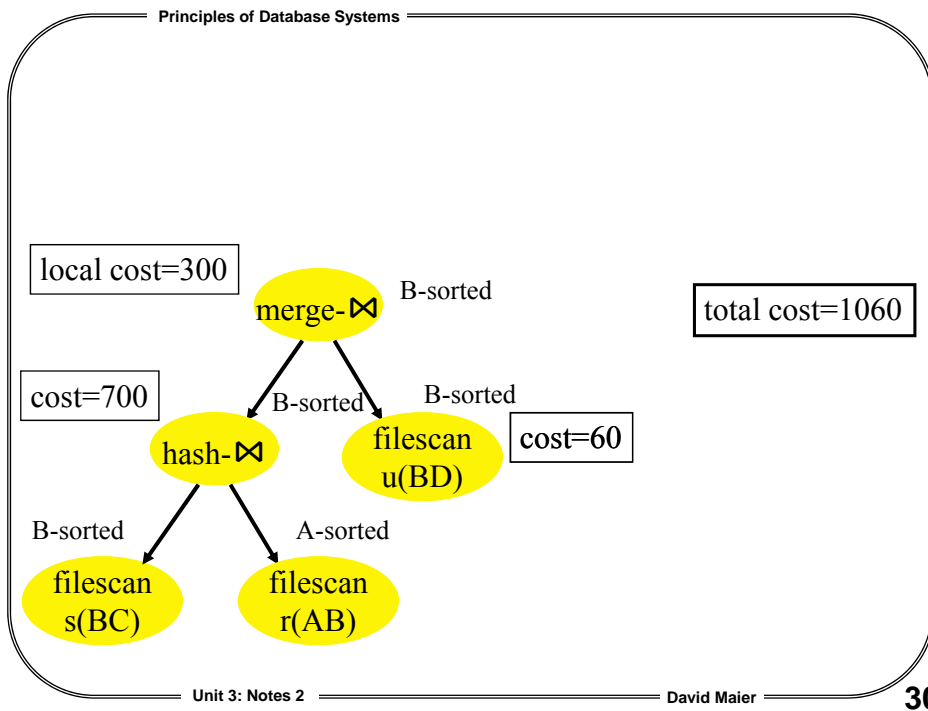 Principles of Database Systems
local cost=300
merge-⋈
B-sorted
total cost=1060
cost=700
B-sorted
B-sorted
hash-⋈
filescan
u(BD)
cost=60
B-sorted
A-sorted
filescan
s(BC)
filescan
r(AB)
Unit 3: Notes 2
David Maier